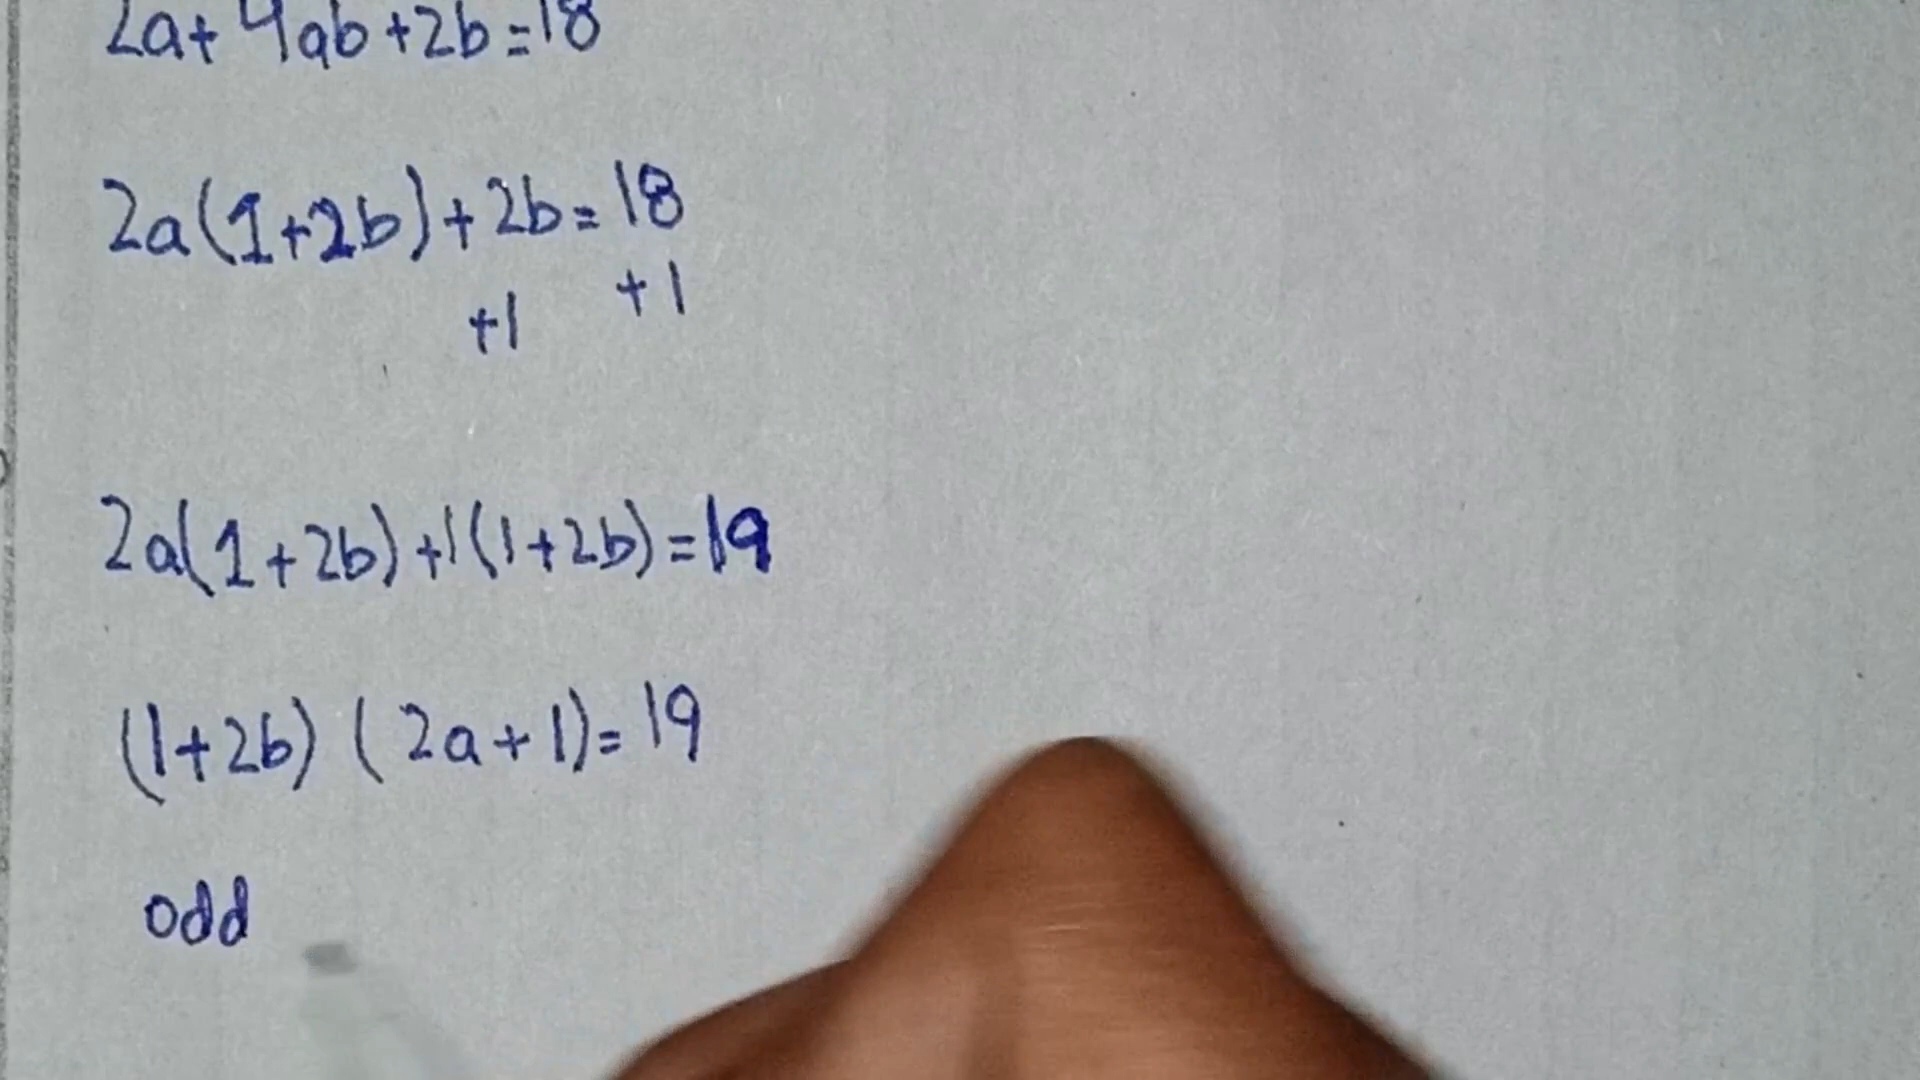 2a+4ab+2b=18
2a(1+2b)+2b=18
+1 +1
2a(1+2b)+1(1+2b)=19
(1+2b) (2a+1)=19
odd